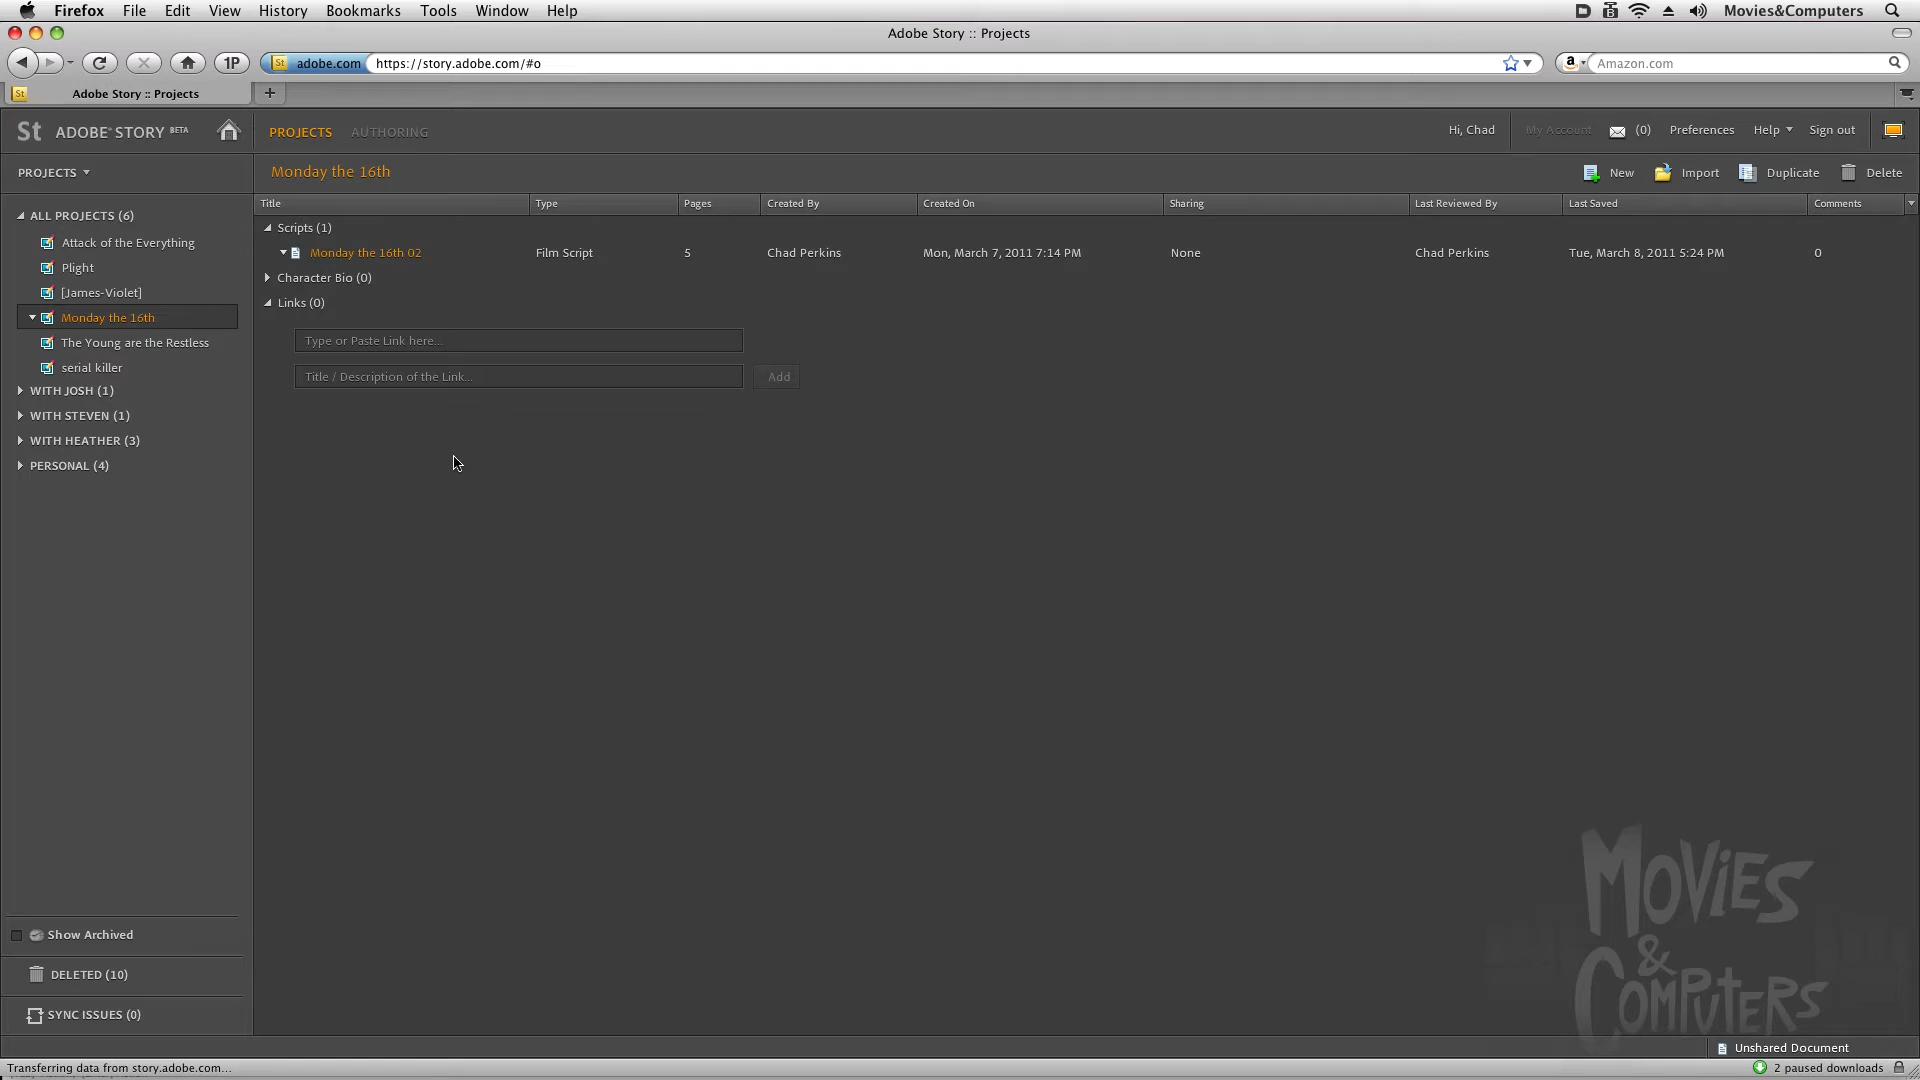 Firefox File Edit View History Bookmarks Tools Window Help Movies&Computers
Adobe Story :: Projects
1P adobe.com https://story.adobe.com/#o Amazon.com
St Adobe Story :: Projects +
St ADOBE® STORY BETA PROJECTS AUTHORING Hi, Chad My Account (0) Preferences Help Sign out
PROJECTS Monday the 16th New Import Duplicate Delete
Title Type Pages Created By Created On Sharing Last Reviewed By Last Saved Comments
ALL PROJECTS (6)
Attack of the Everything
Plight
[James-Violet]
Monday the 16th
The Young are the Restless
serial killer
WITH JOSH (1)
WITH STEVEN (1)
WITH HEATHER (3)
PERSONAL (4)
Scripts (1)
Monday the 16th 02 Film Script 5 Chad Perkins Mon, March 7, 2011 7:14 PM None Chad Perkins Tue, March 8, 2011 5:24 PM 0
Character Bio (0)
Links (0)
Type or Paste Link here...
Title / Description of the Link... Add
Show Archived
DELETED (10)
SYNC ISSUES (0)
MOVIES
&
COMPUTERS
Unshared Document
Transferring data from story.adobe.com... 2 paused downloads